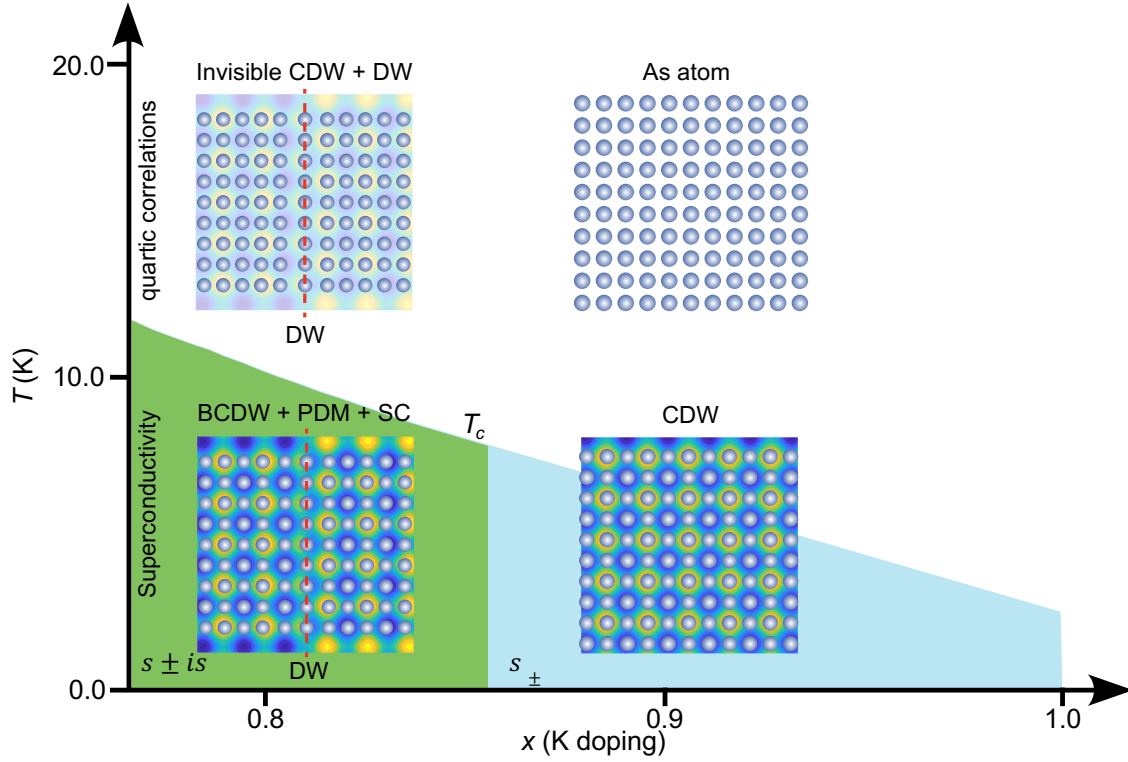 20.0
Invisible CDW + DW
As atom
quartic correlations
DW
T (K)
10.0
BCDW + PDM + SC
T_c
CDW
Superconductivity
s ± is
DW
s_±
0.0
0.8
0.9
1.0
x (K doping)